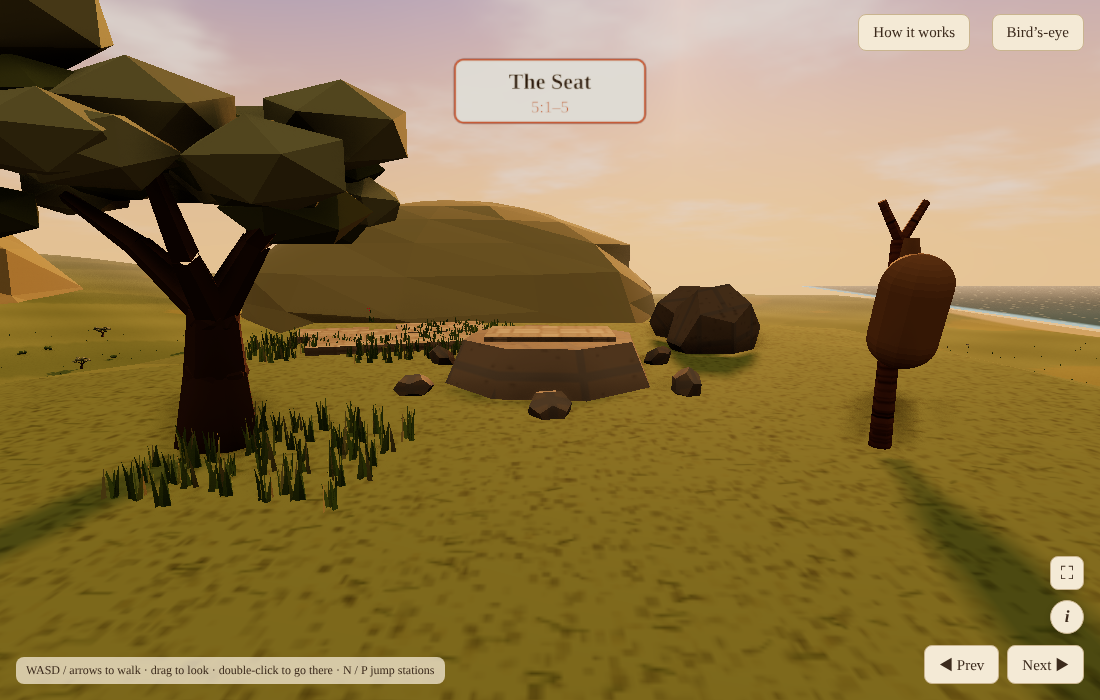 How it works
Bird’s-eye
The Seat
5:1–5
i
WASD / arrows to walk · drag to look · double-click to go there · N / P jump stations
◀ Prev
Next ▶